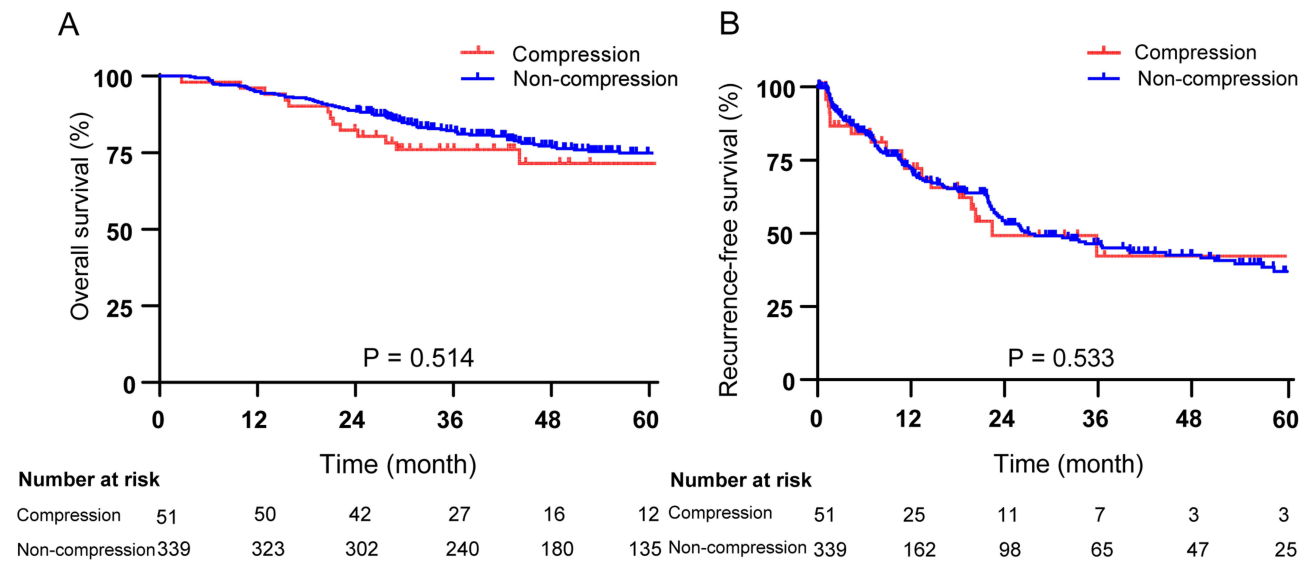 A
Compression
Non-compression
100
75
50
25
0
Overall survival (%)
P = 0.514
0 12 24 36 48 60
Time (month)
Number at risk
Compression 51 50 42 27 16 12
Non-compression 339 323 302 240 180 135
B
Compression
Non-compression
100
75
50
25
0
Recurrence-free survival (%)
P = 0.533
0 12 24 36 48 60
Time (month)
Number at risk
Compression 51 25 11 7 3 3
Non-compression 339 162 98 65 47 25